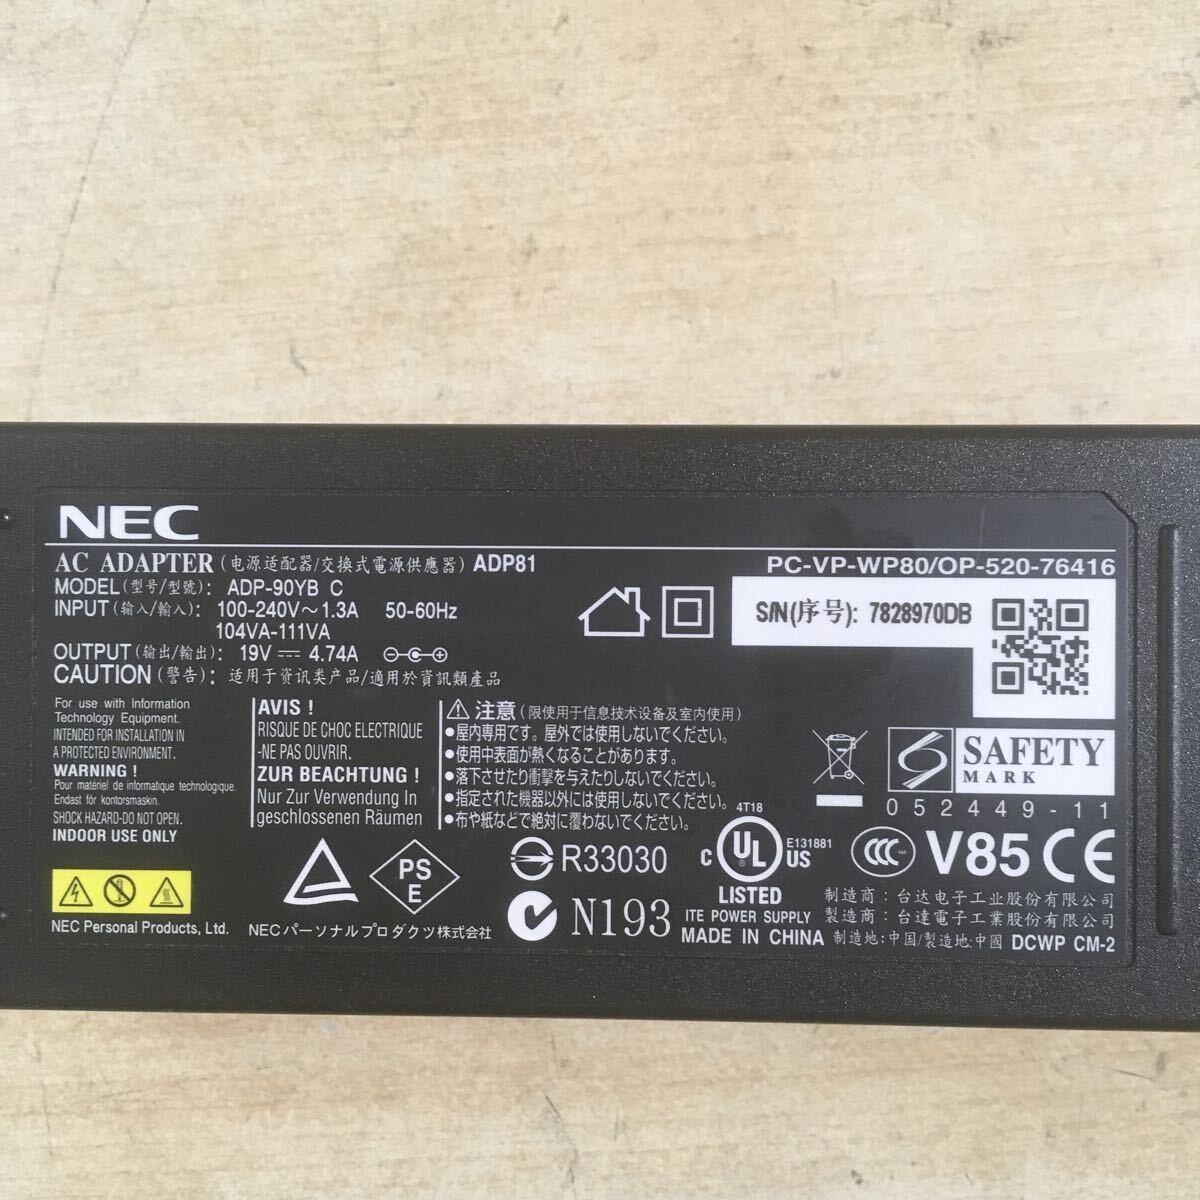 NEC
AC ADAPTER (电源适配器/交換式電源供應器) ADP81
PC-VP-WP80/OP-520-76416
MODEL (型号/型號): ADP-90YB C
INPUT (输入/輸入): 100-240V～1.3A 50-60Hz
104VA-111VA
OUTPUT (输出/輸出): 19V 4.74A
CAUTION (警告): 适用于资讯类产品/適用於資訊類產品
S/N(序号): 7828970DB
For use with Information
Technology Equipment.
INTENDED FOR INSTALLATION IN
A PROTECTED ENVIRONMENT.
WARNING !
Pour matériel de informatique technologique.
Endast för kontorsmaskin.
SHOCK HAZARD-DO NOT OPEN.
INDOOR USE ONLY
AVIS !
RISQUE DE CHOC ELECTRIQUE
-NE PAS OUVRIR.
ZUR BEACHTUNG !
Nur Zur Verwendung In
geschlossenen Räumen
注意 (限使用于信息技术设备及室内使用)
●屋内専用です。屋外では使用しないでください。
●使用中表面が熱くなることがあります。
●落下させたり衝撃を与えたりしないでください。
●指定された機器以外には使用しないでください。
●布や紙などで絶対に覆わないでください。
SAFETY
MARK
052449-11
4T18
C UL US
E131881
LISTED
ITE POWER SUPPLY
MADE IN CHINA
CCC
V85 CE
PS
E
R33030
N193
制造商: 台达电子工业股份有限公司
製造商: 台達電子工業股份有限公司
制造地:中国/製造地:中國 DCWP CM-2
NEC Personal Products, Ltd.
NECパーソナルプロダクツ株式会社